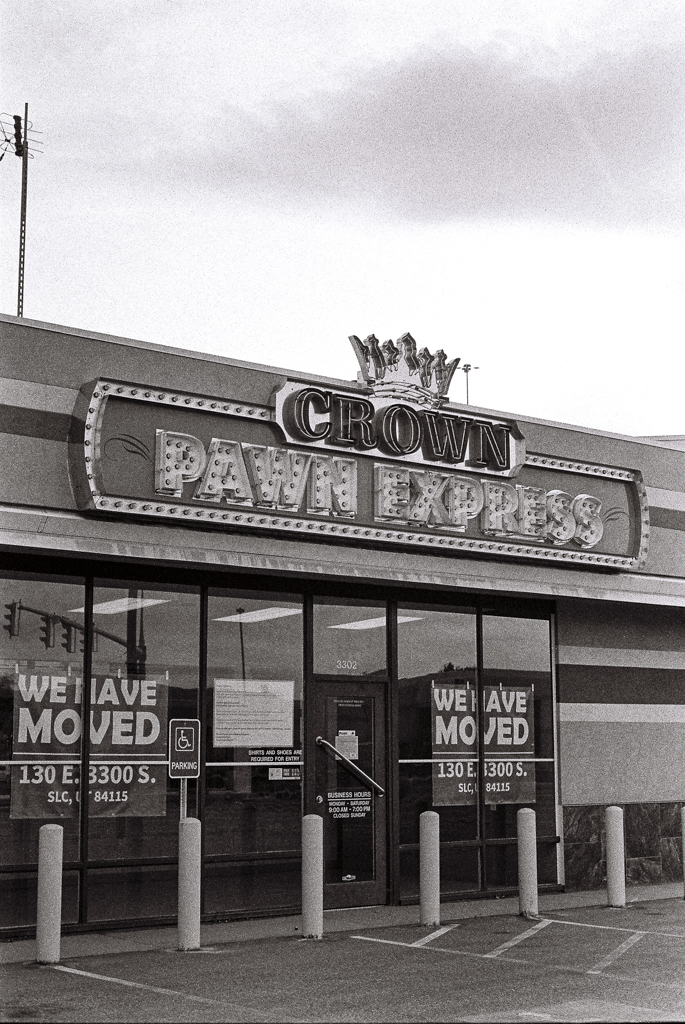 CROWN
PAWN EXPRESS
3302
WE HAVE
MOVED
130 E. 3300 S.
SLC, UT 84115
PARKING
SHIRTS AND SHOES ARE
REQUIRED FOR ENTRY
BUSINESS HOURS
MONDAY - SATURDAY
9:00 AM - 7:00 PM
CLOSED SUNDAY
WE HAVE
MOVED
130 E. 3300 S.
SLC, UT 84115